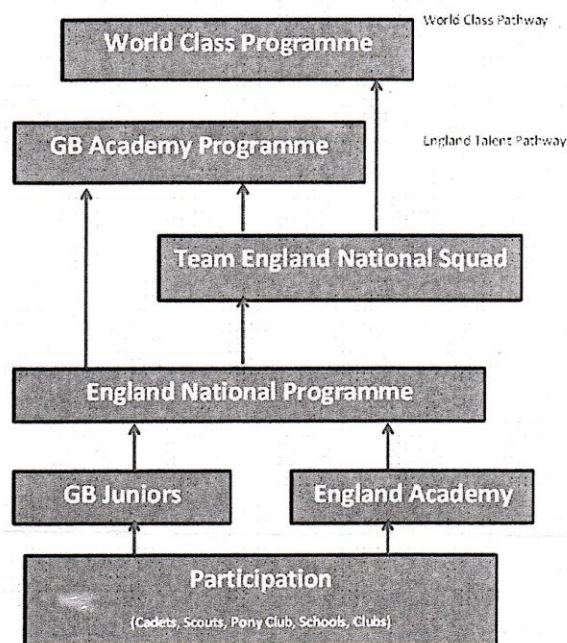 World Class Pathway
World Class Programme
GB Academy Programme
England Talent Pathway
Team England National Squad
England National Programme
GB Juniors
England Academy
Participation
(Cadets, Scouts, Pony Club, Schools, Clubs)